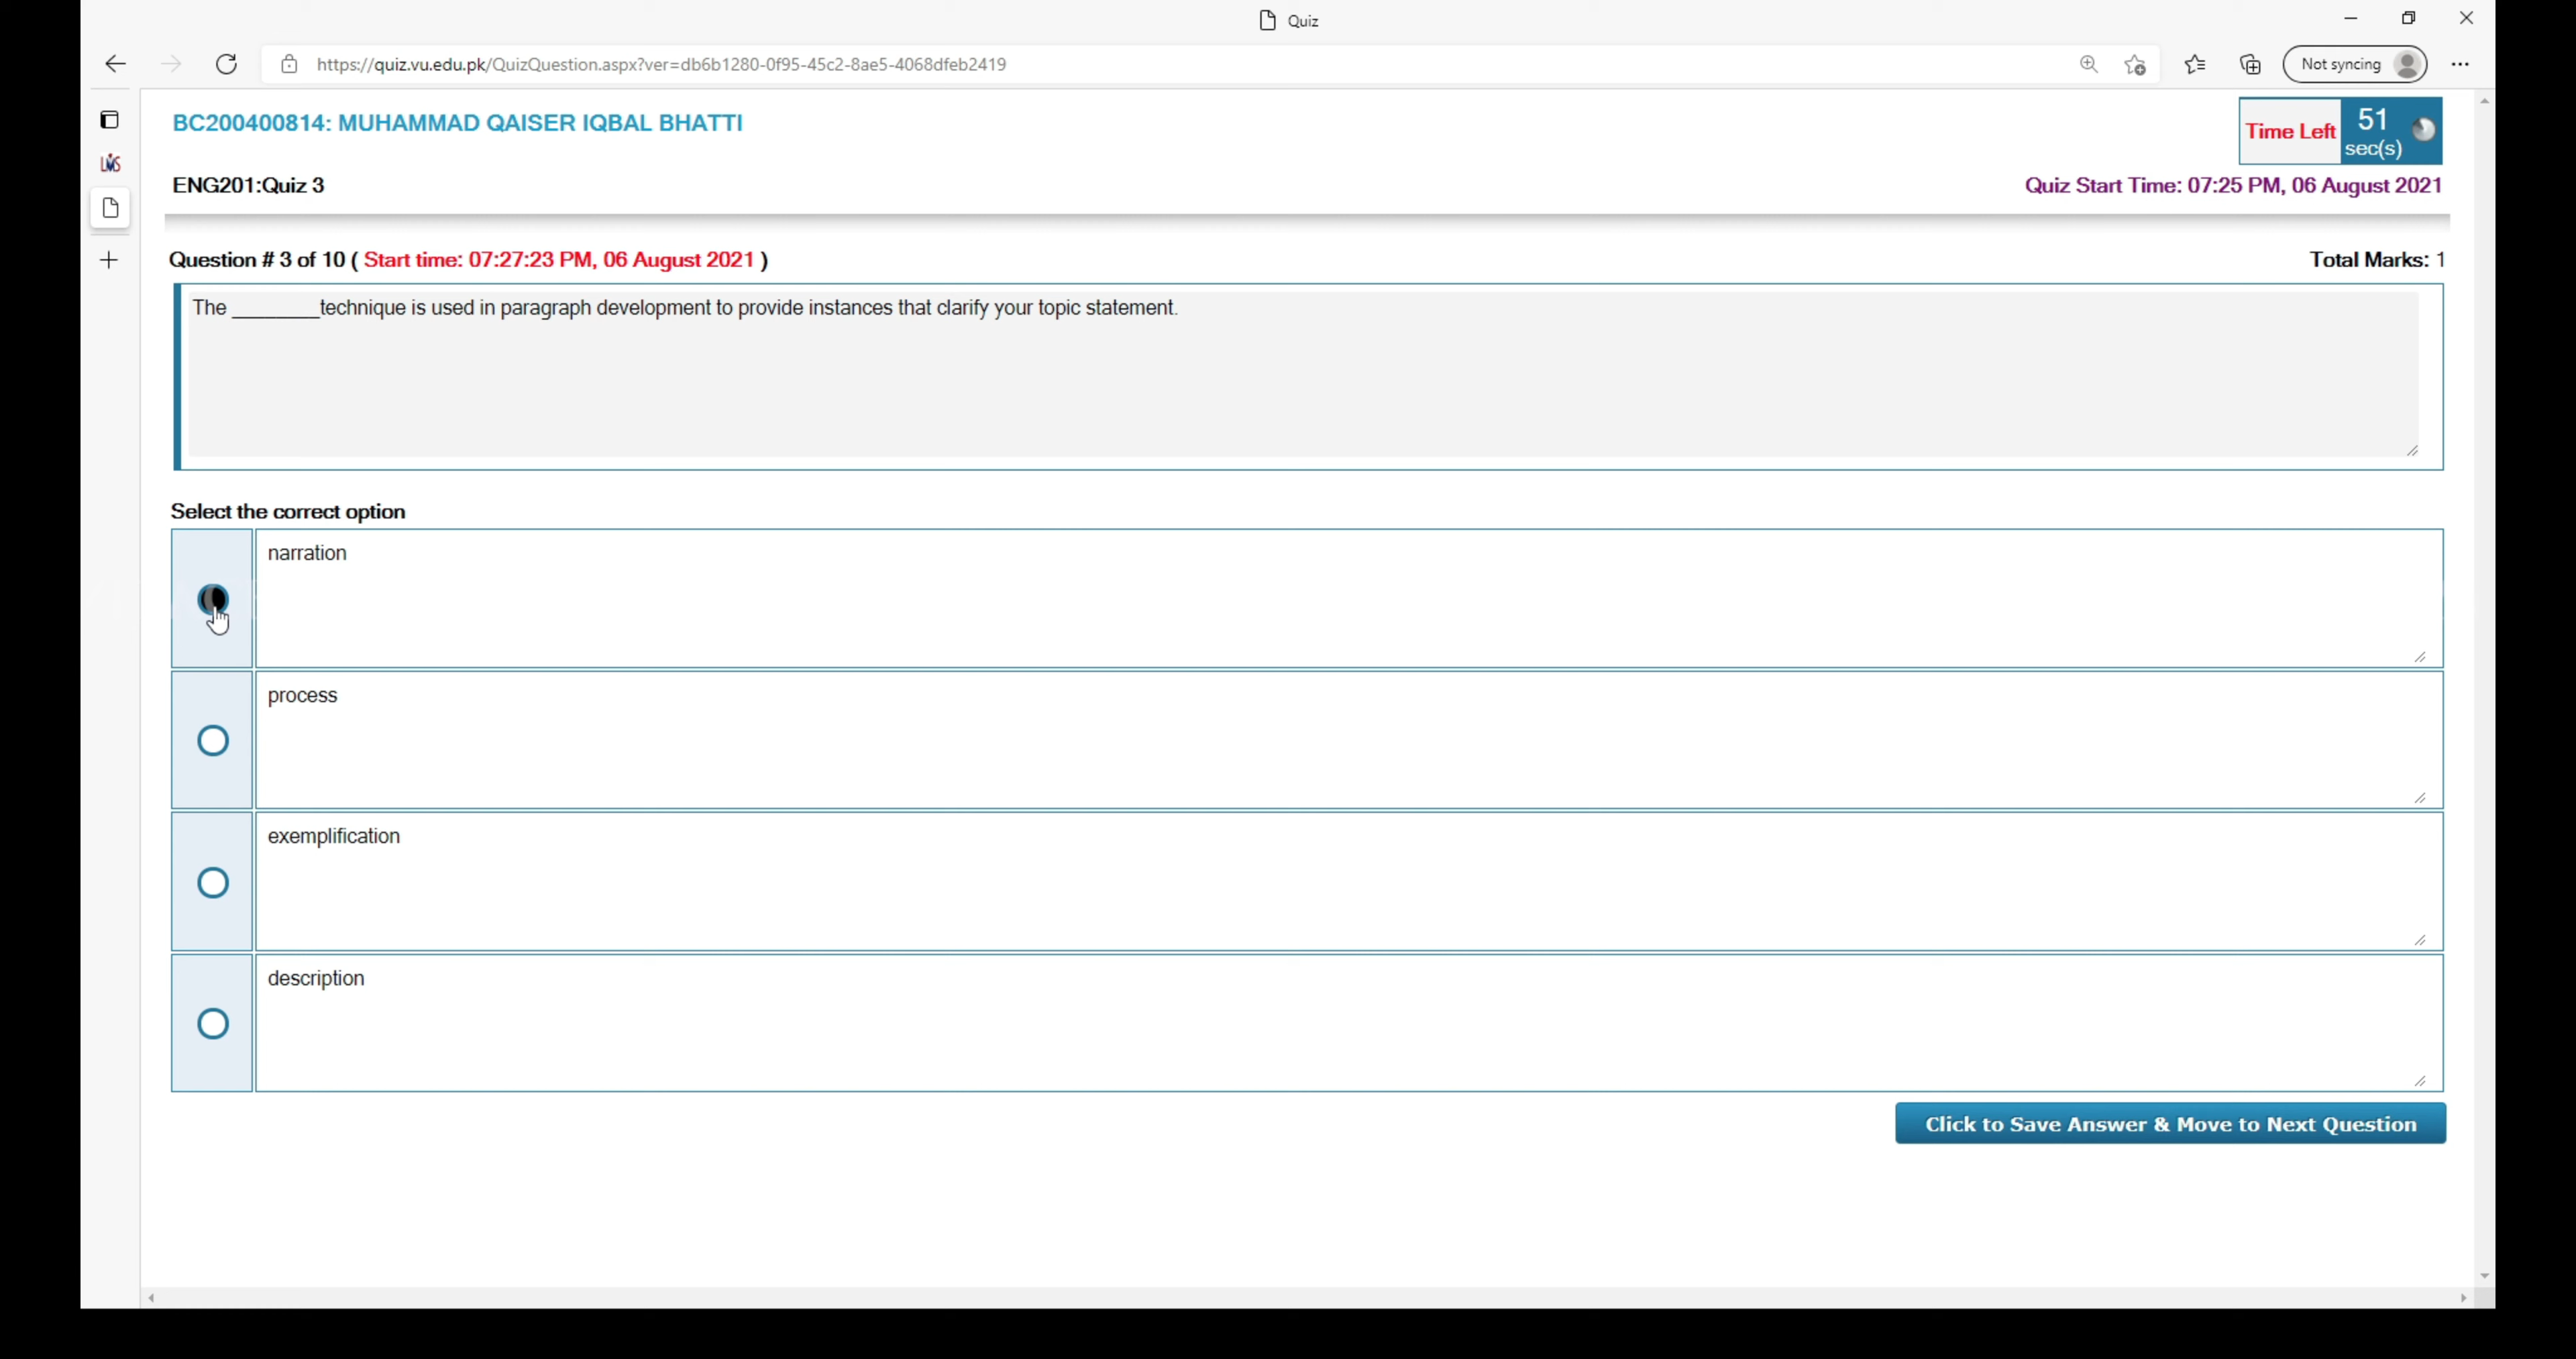 Quiz
https://quiz.vu.edu.pk/QuizQuestion.aspx?ver=db6b1280-0f95-45c2-8ae5-4068dfeb2419
Not syncing
LMS
BC200400814: MUHAMMAD QAISER IQBAL BHATTI
Time Left 51 sec(s)
ENG201:Quiz 3
Quiz Start Time: 07:25 PM, 06 August 2021
Question # 3 of 10 ( Start time: 07:27:23 PM, 06 August 2021 )
Total Marks: 1
The ________technique is used in paragraph development to provide instances that clarify your topic statement.
Select the correct option
narration
process
exemplification
description
Click to Save Answer & Move to Next Question